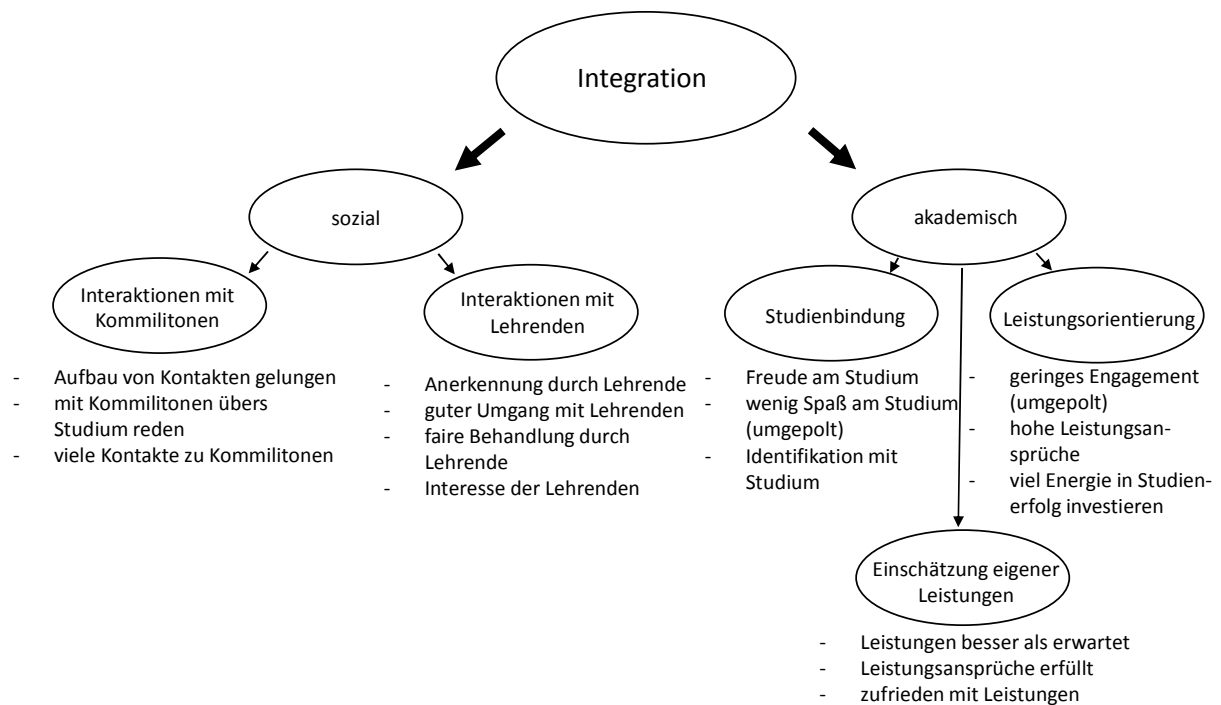 Integration
sozial
akademisch
Interaktionen mit
Kommilitonen
Interaktionen mit
Lehrenden
Studienbindung
Leistungsorientierung
- Aufbau von Kontakten gelungen
- mit Kommilitonen übers
Studium reden
- viele Kontakte zu Kommilitonen
- Anerkennung durch Lehrende
- guter Umgang mit Lehrenden
- faire Behandlung durch
Lehrende
- Interesse der Lehrenden
- Freude am Studium
- wenig Spaß am Studium
(umgepolt)
- Identifikation mit
Studium
- geringes Engagement
(umgepolt)
- hohe Leistungsan-
sprüche
- viel Energie in Studien-
erfolg investieren
Einschätzung eigener
Leistungen
- Leistungen besser als erwartet
- Leistungsansprüche erfüllt
- zufrieden mit Leistungen